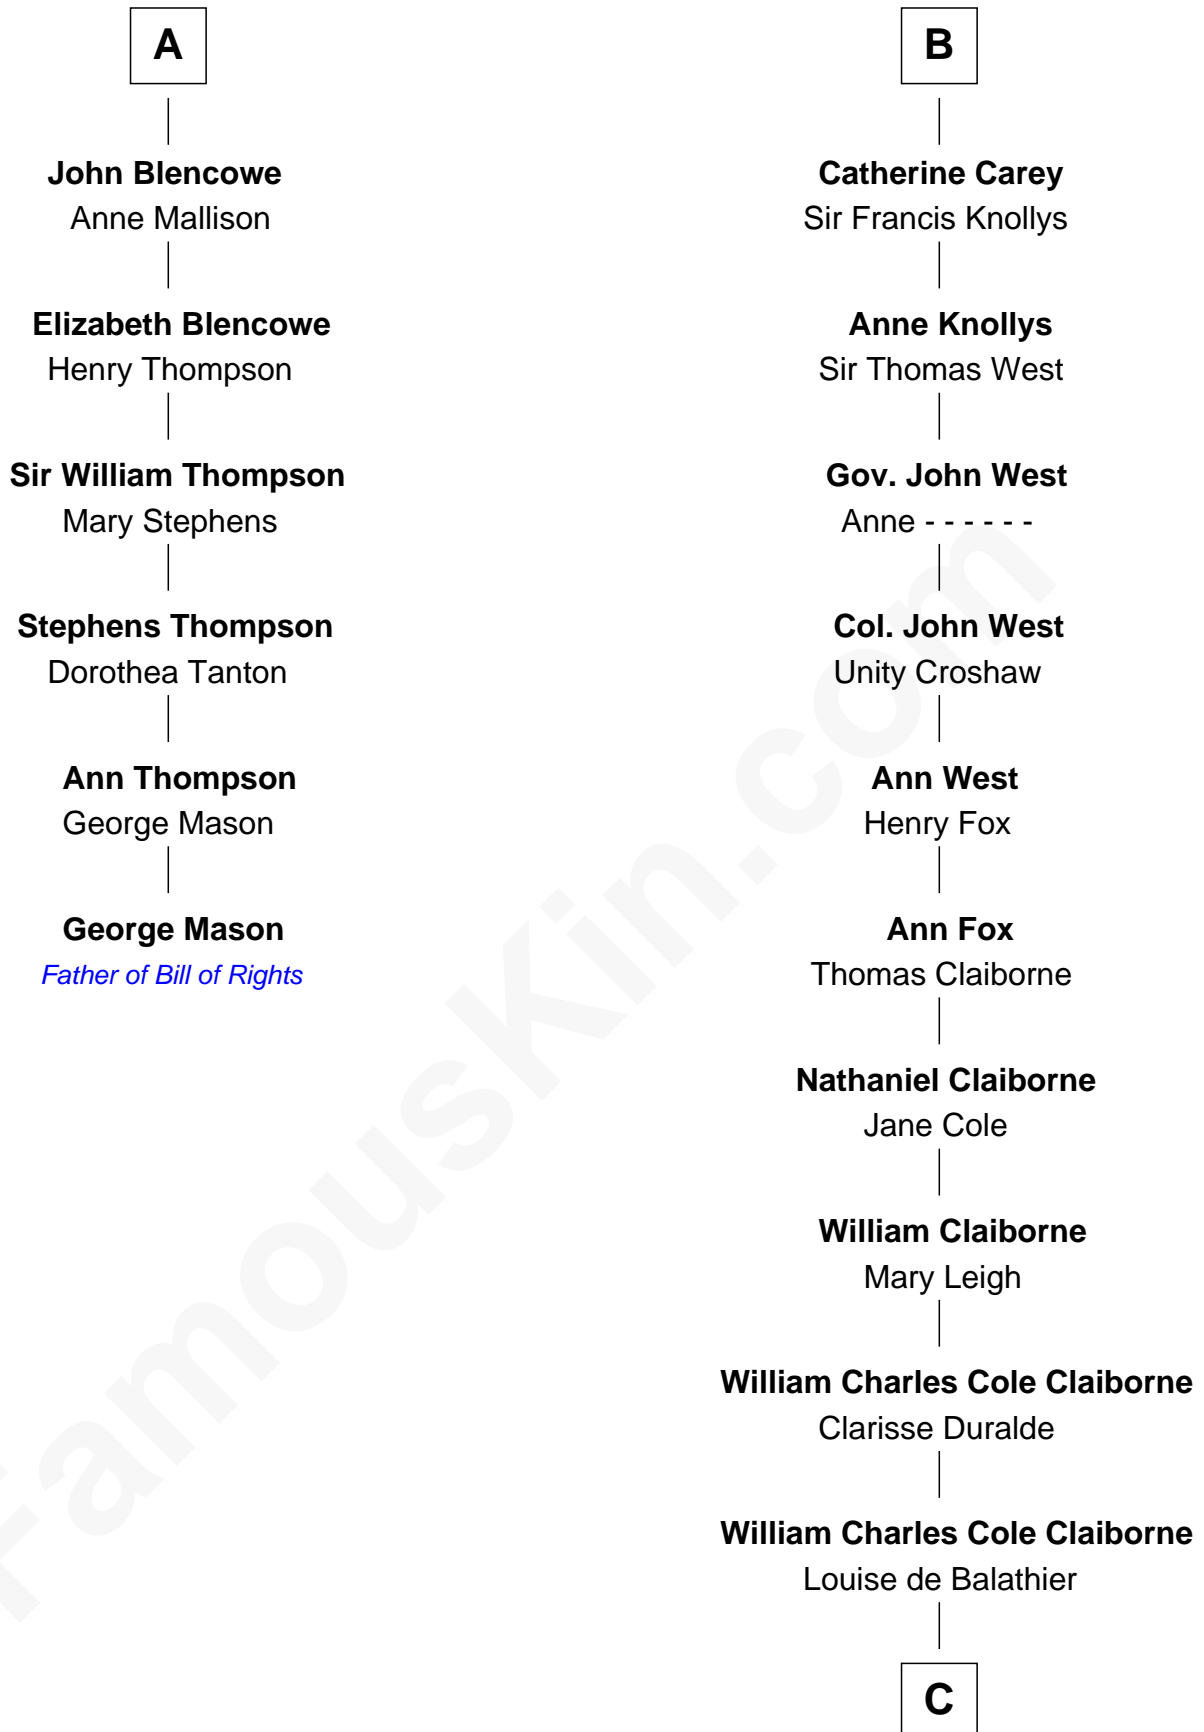 A
John Blencowe
Anne Mallison
Elizabeth Blencowe
Henry Thompson
Sir William Thompson
Mary Stephens
Stephens Thompson
Dorothea Tanton
Ann Thompson
George Mason
George Mason
Father of Bill of Rights
B
Catherine Carey
Sir Francis Knollys
Anne Knollys
Sir Thomas West
Gov. John West
Anne - - - - - -
Col. John West
Unity Croshaw
Ann West
Henry Fox
Ann Fox
Thomas Claiborne
Nathaniel Claiborne
Jane Cole
William Claiborne
Mary Leigh
William Charles Cole Claiborne
Clarisse Duralde
William Charles Cole Claiborne
Louise de Balathier
C
FamousKin.com